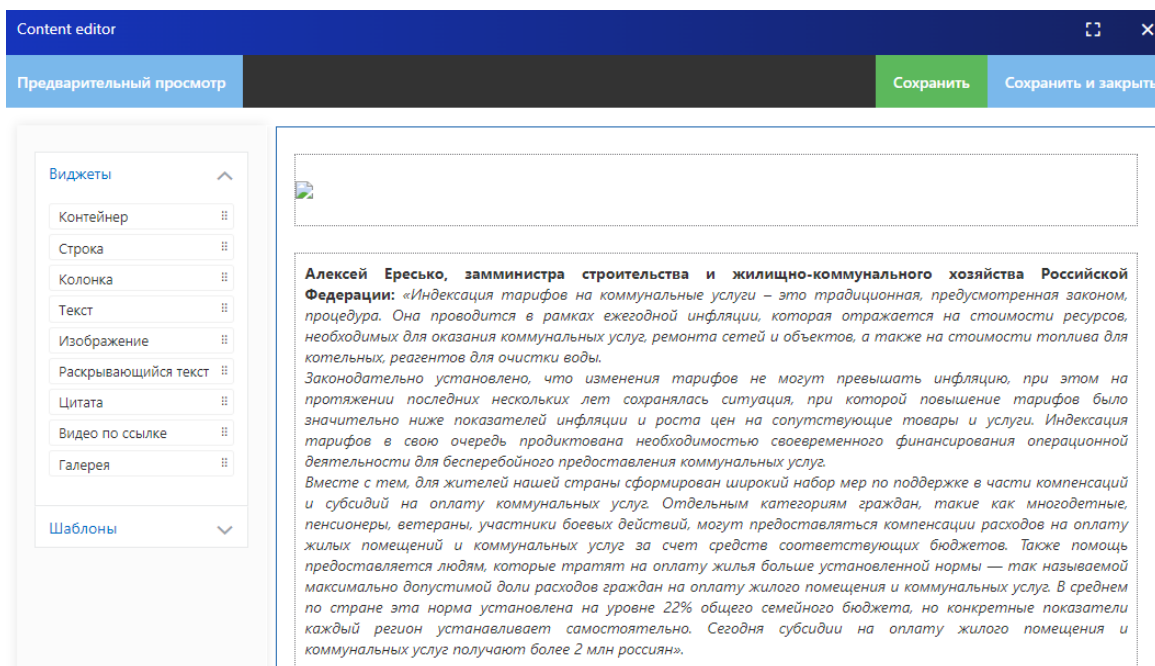 Content editor
Предварительный просмотр
Сохранить
Сохранить и закрыть
Виджеты
Контейнер
Строка
Колонка
Текст
Изображение
Раскрывающийся текст
Цитата
Видео по ссылке
Галерея
Шаблоны
Алексей Ересько, замминистра строительства и жилищно-коммунального хозяйства Российской
Федерации: «Индексация тарифов на коммунальные услуги – это традиционная, предусмотренная законом,
процедура. Она проводится в рамках ежегодной инфляции, которая отражается на стоимости ресурсов,
необходимых для оказания коммунальных услуг, ремонта сетей и объектов, а также на стоимости топлива для
котельных, реагентов для очистки воды.
Законодательно установлено, что изменения тарифов не могут превышать инфляцию, при этом на
протяжении последних нескольких лет сохранялась ситуация, при которой повышение тарифов было
значительно ниже показателей инфляции и роста цен на сопутствующие товары и услуги. Индексация
тарифов в свою очередь продиктована необходимостью своевременного финансирования операционной
деятельности для бесперебойного предоставления коммунальных услуг.
Вместе с тем, для жителей нашей страны сформирован широкий набор мер по поддержке в части компенсаций
и субсидий на оплату коммунальных услуг. Отдельным категориям граждан, такие как многодетные,
пенсионеры, ветераны, участники боевых действий, могут предоставляться компенсации расходов на оплату
жилых помещений и коммунальных услуг за счет средств соответствующих бюджетов. Также помощь
предоставляется людям, которые тратят на оплату жилья больше установленной нормы — так называемой
максимально допустимой доли расходов граждан на оплату жилого помещения и коммунальных услуг. В среднем
по стране эта норма установлена на уровне 22% общего семейного бюджета, но конкретные показатели
каждый регион устанавливает самостоятельно. Сегодня субсидии на оплату жилого помещения и
коммунальных услуг получают более 2 млн россиян».